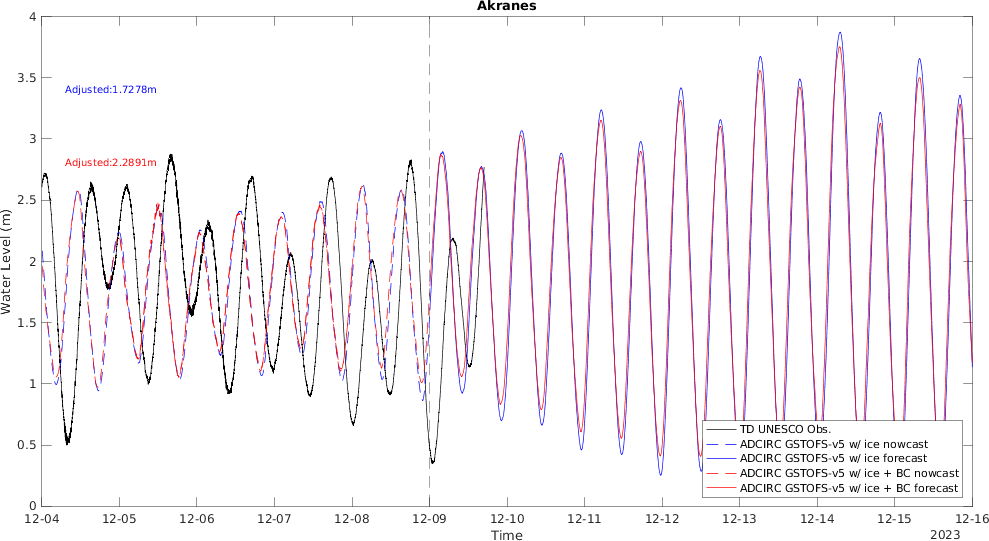 Akranes
4
3.5
3
2.5
2
1.5
1
0.5
0
Water Level (m)
Adjusted:1.7278m
Adjusted:2.2891m
TD UNESCO Obs.
ADCIRC GSTOFS-v5 w/ ice nowcast
ADCIRC GSTOFS-v5 w/ ice forecast
ADCIRC GSTOFS-v5 w/ ice + BC nowcast
ADCIRC GSTOFS-v5 w/ ice + BC forecast
12-04 12-05 12-06 12-07 12-08 12-09 12-10 12-11 12-12 12-13 12-14 12-15 12-16
Time
2023